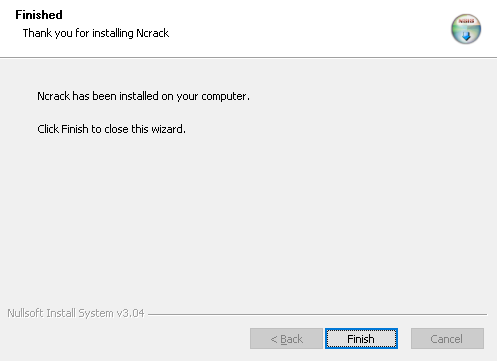 Finished
Thank you for installing Ncrack
Ncrack has been installed on your computer.
Click Finish to close this wizard.
Nullsoft Install System v3.04
< Back
Finish
Cancel